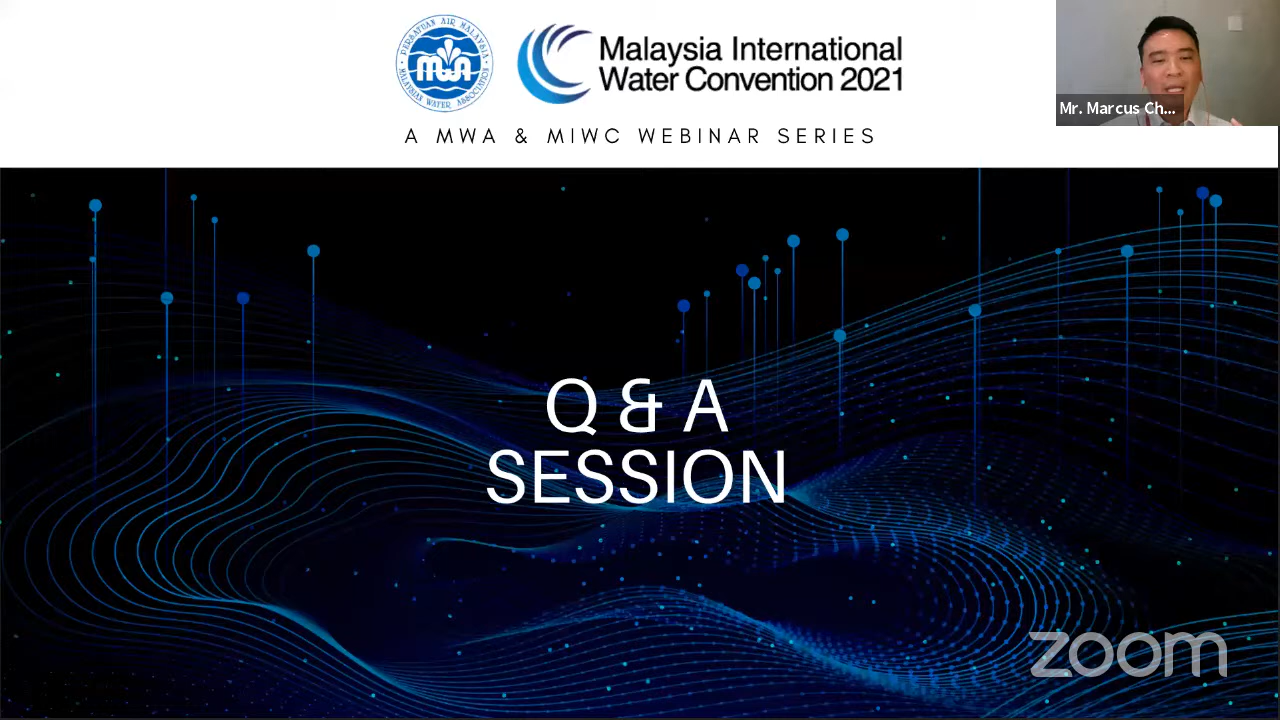 PERSATUAN AIR MALAYSIA
MWA
MALAYSIAN WATER ASSOCIATION
Malaysia International
Water Convention 2021
A MWA & MIWC WEBINAR SERIES
Mr. Marcus Ch...
Q & A
SESSION
zoom